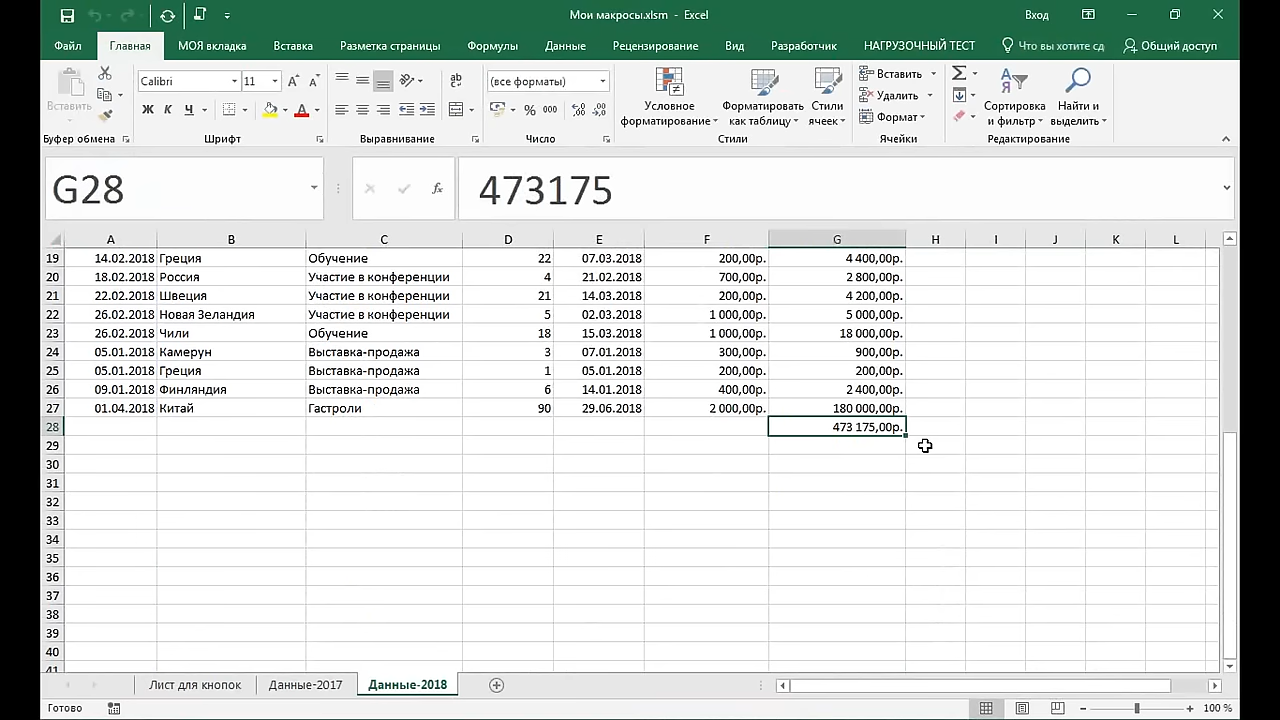 Мои макросы.xlsm - Excel
Вход
Файл Главная МОЯ вкладка Вставка Разметка страницы Формулы Данные Рецензирование Вид Разработчик НАГРУЗОЧНЫЙ ТЕСТ Что вы хотите сд Общий доступ
Вставить
Буфер обмена
Calibri 11
Ж К Ч А
Шрифт
Выравнивание
(все форматы)
% 000
Число
Условное форматирование
Форматировать как таблицу
Стили ячеек
Стили
Вставить
Удалить
Формат
Ячейки
Сортировка и фильтр
Найти и выделить
Редактирование
G28 fx 473175
A B C D E F G H I J K L
19 14.02.2018 Греция Обучение 22 07.03.2018 200,00р. 4 400,00р.
20 18.02.2018 Россия Участие в конференции 4 21.02.2018 700,00р. 2 800,00р.
21 22.02.2018 Швеция Участие в конференции 21 14.03.2018 200,00р. 4 200,00р.
22 26.02.2018 Новая Зеландия Участие в конференции 5 02.03.2018 1 000,00р. 5 000,00р.
23 26.02.2018 Чили Обучение 18 15.03.2018 1 000,00р. 18 000,00р.
24 05.01.2018 Камерун Выставка-продажа 3 07.01.2018 300,00р. 900,00р.
25 05.01.2018 Греция Выставка-продажа 1 05.01.2018 200,00р. 200,00р.
26 09.01.2018 Финляндия Выставка-продажа 6 14.01.2018 400,00р. 2 400,00р.
27 01.04.2018 Китай Гастроли 90 29.06.2018 2 000,00р. 180 000,00р.
28 473 175,00р.
29
30
31
32
33
34
35
36
37
38
39
40
41
Лист для кнопок Данные-2017 Данные-2018
Готово 100 %